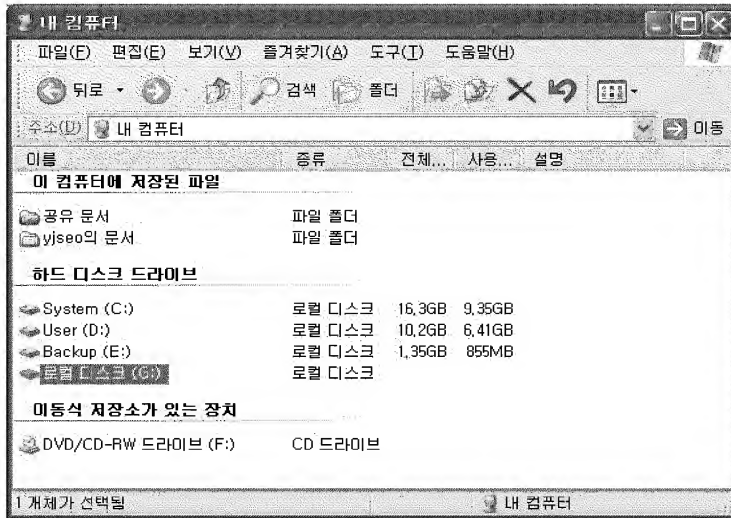 내 컴퓨터
파일(F) 편집(E) 보기(V) 즐겨찾기(A) 도구(T) 도움말(H)
뒤로 검색 폴더
주소(D) 내 컴퓨터 이동
이름 종류 전체... 사용... 설명
이 컴퓨터에 저장된 파일
공유 문서 파일 폴더
yjseo의 문서 파일 폴더
하드 디스크 드라이브
System (C:) 로컬 디스크 16,3GB 9,35GB
User (D:) 로컬 디스크 10,2GB 6,41GB
Backup (E:) 로컬 디스크 1,35GB 855MB
로컬 디스크 (G:) 로컬 디스크
이동식 저장소가 있는 장치
DVD/CD-RW 드라이브 (F:) CD 드라이브
1 개체가 선택됨 내 컴퓨터